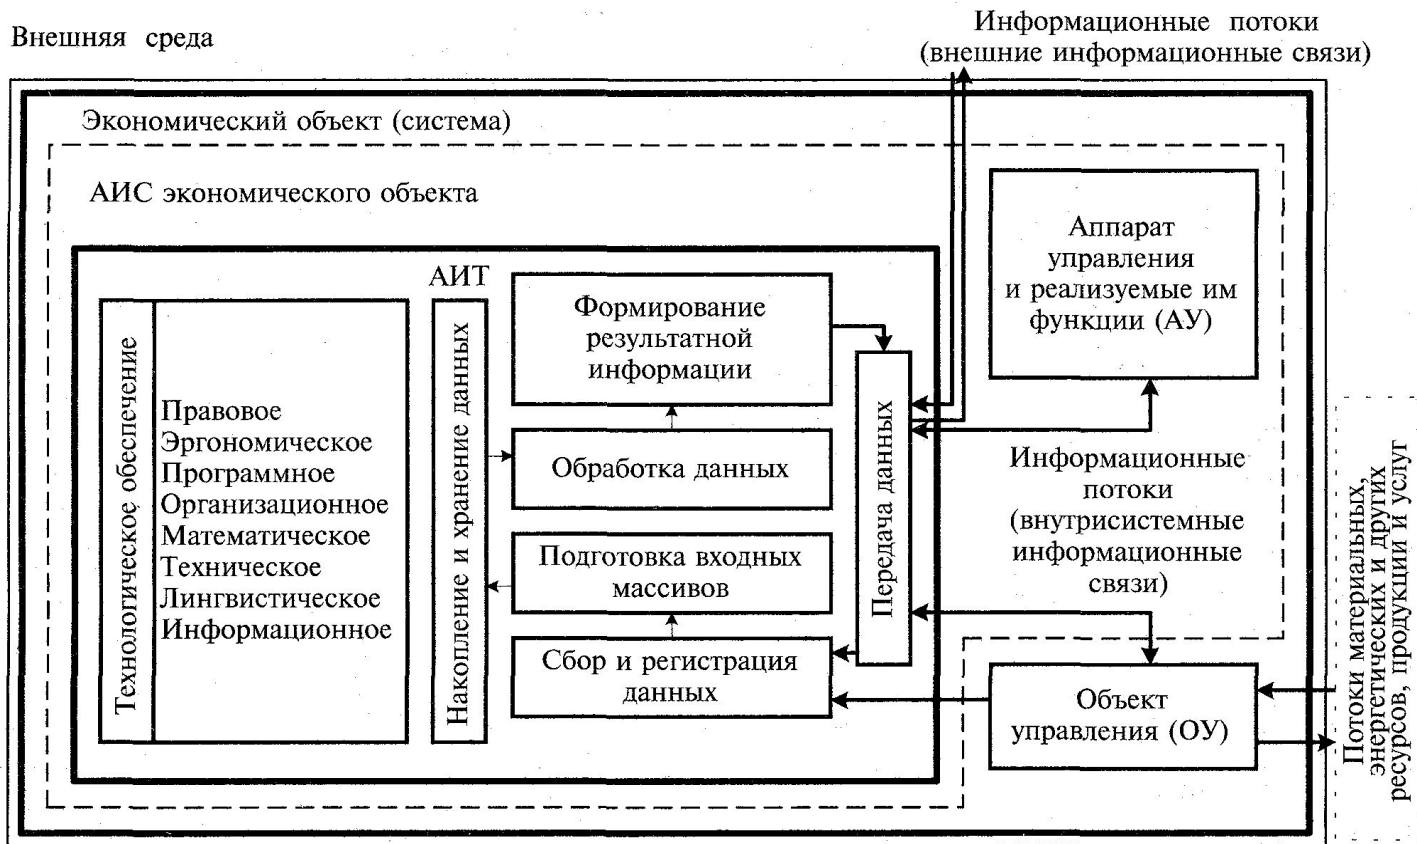 Внешняя среда
Информационные потоки
(внешние информационные связи)
Экономический объект (система)
АИС экономического объекта
АИТ
Технологическое обеспечение
Правовое
Эргономическое
Программное
Организационное
Математическое
Техническое
Лингвистическое
Информационное
Накопление и хранение данных
Формирование
результатной
информации
Обработка данных
Подготовка входных
массивов
Сбор и регистрация
данных
Передача данных
Аппарат
управления
и реализуемые им
функции (АУ)
Информационные
потоки
(внутрисистемные
информационные
связи)
Объект
управления (ОУ)
Потоки материальных,
энергетических и других
ресурсов, продукции и услуг